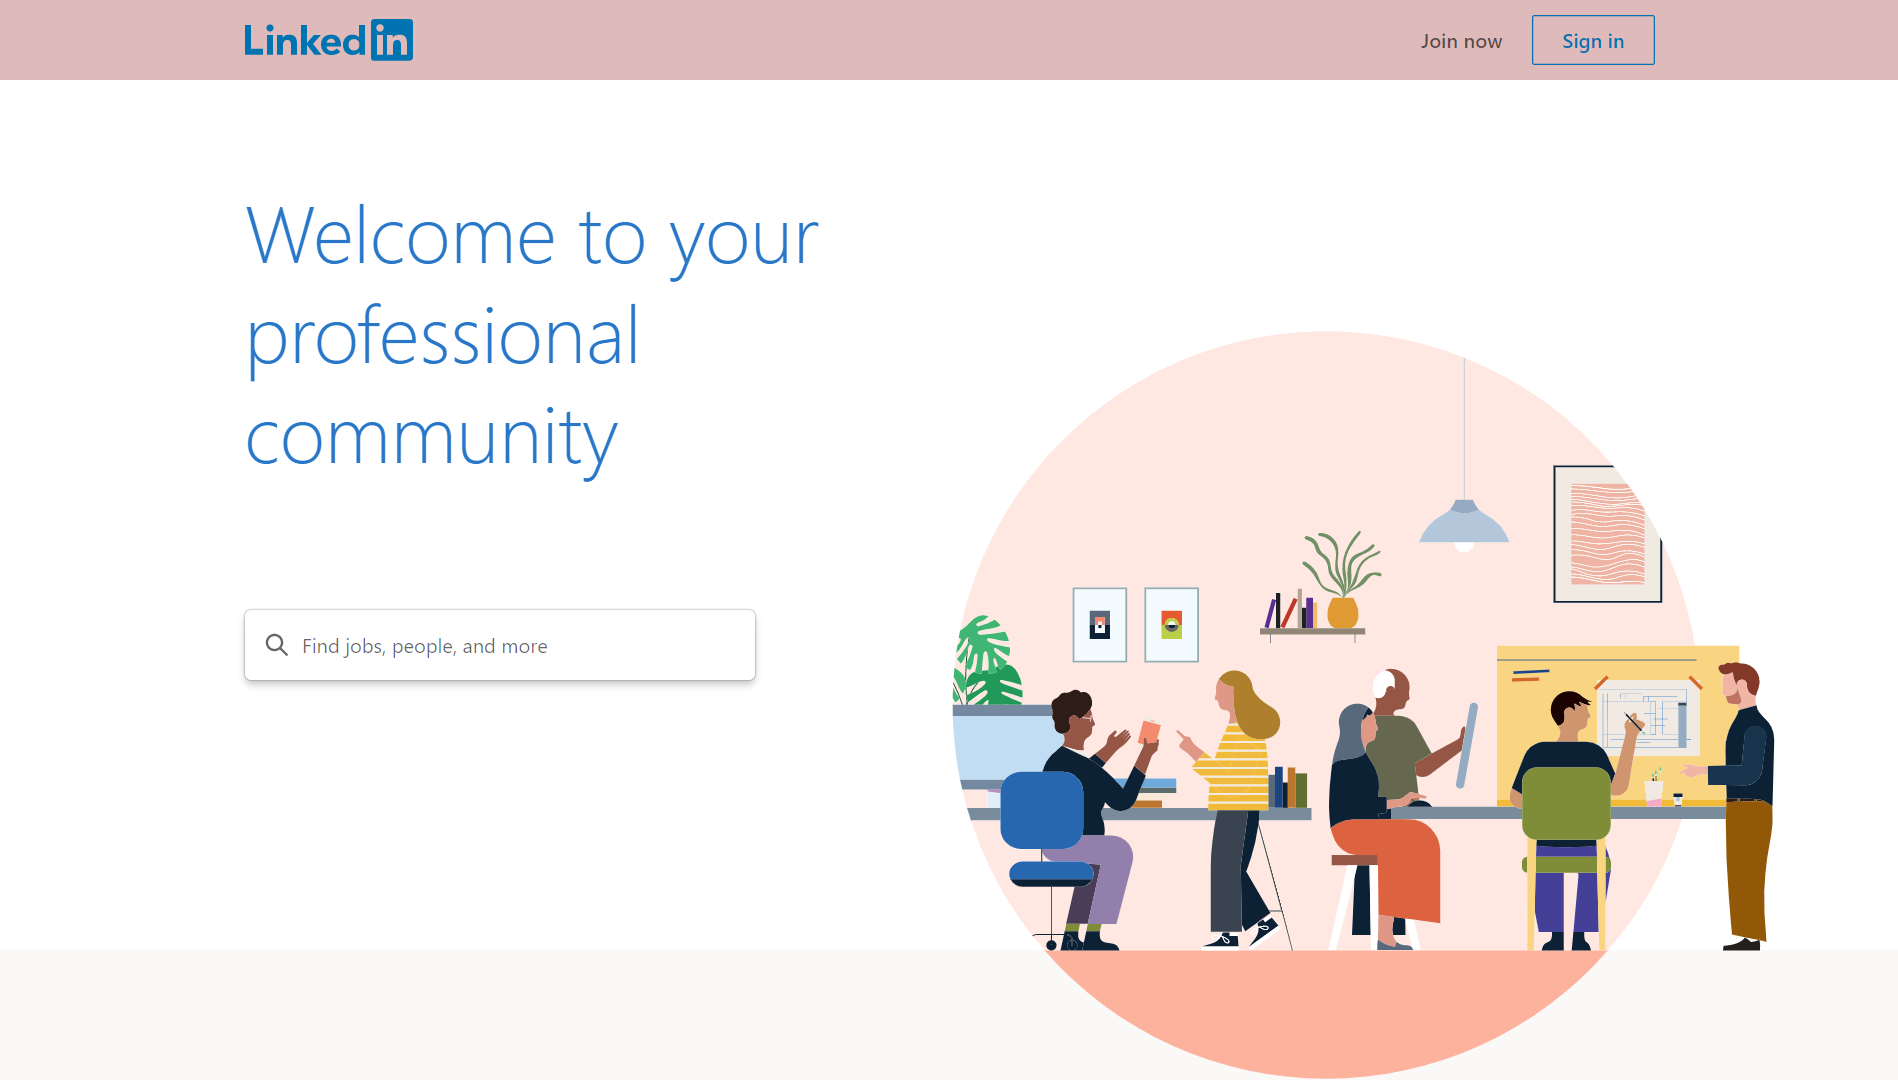 LinkedIn
Join now
Sign in
Welcome to your
professional
community
Find jobs, people, and more